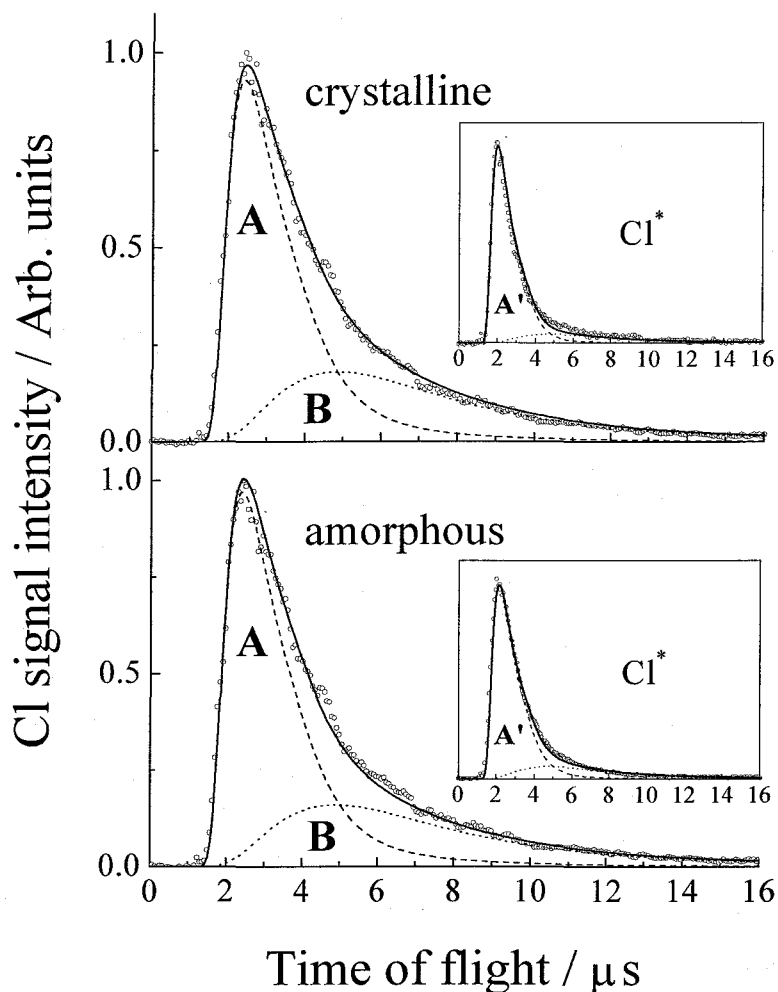 Cl signal intensity / Arb. units
1.0
0.5
0.0
crystalline
A
B
Cl*
A'
0 2 4 6 8 10 12 14 16
1.0
0.5
0.0
amorphous
A
B
Cl*
A'
0 2 4 6 8 10 12 14 16
0 2 4 6 8 10 12 14 16
Time of flight / μs